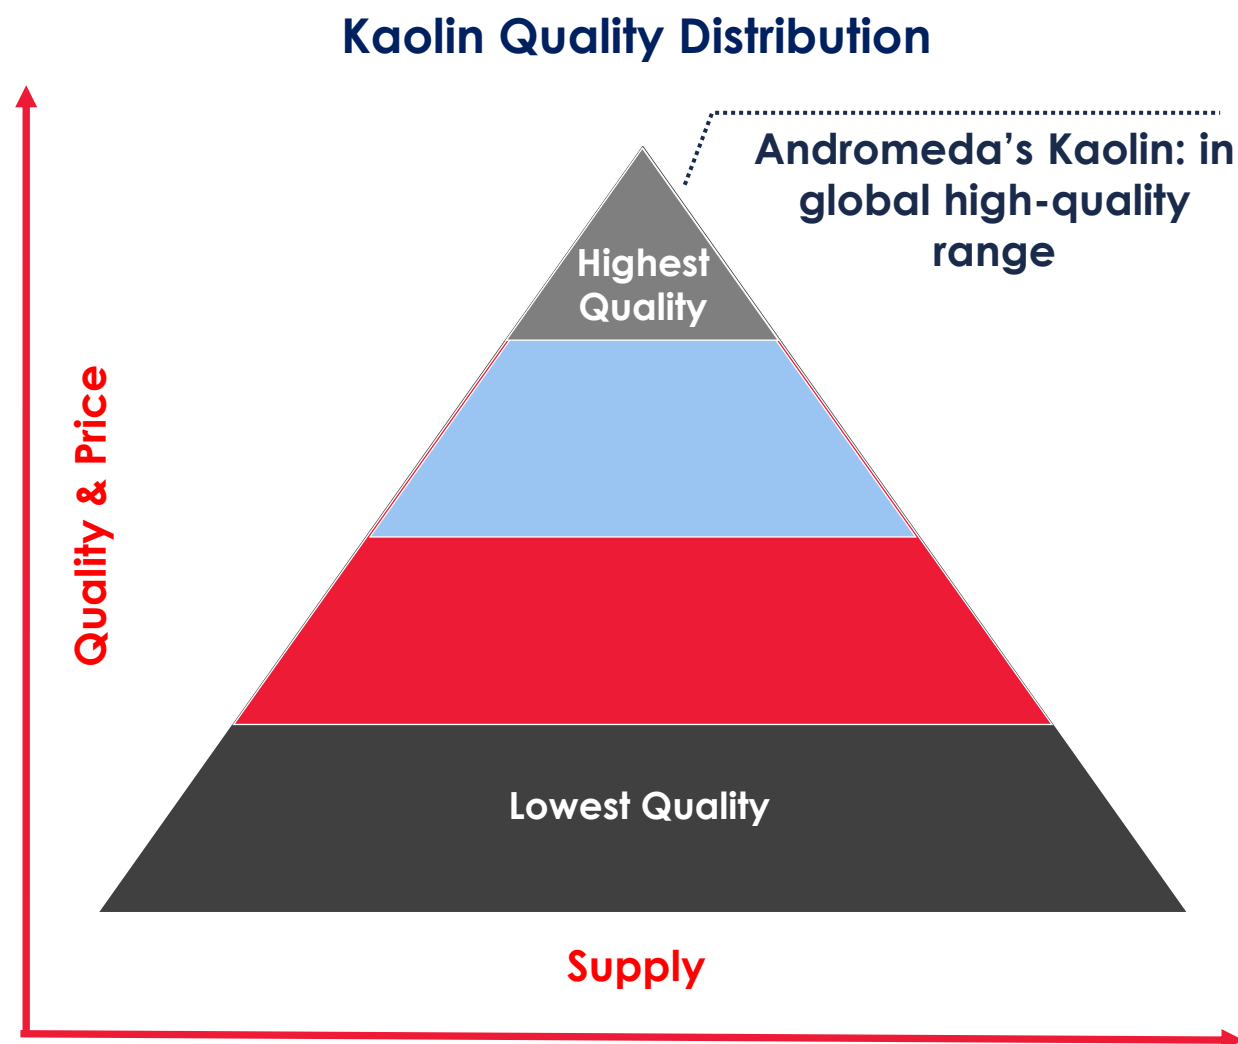 Kaolin Quality Distribution
Andromeda’s Kaolin: in
global high-quality
range
Highest
Quality
Quality & Price
Lowest Quality
Supply